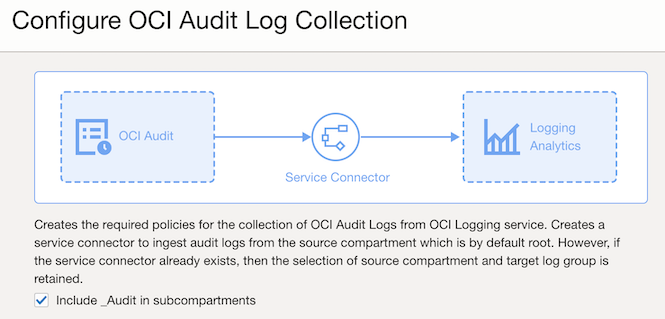 Configure OCI Audit Log Collection
OCI Audit
Service Connector
Logging
Analytics
Creates the required policies for the collection of OCI Audit Logs from OCI Logging service. Creates a
service connector to ingest audit logs from the source compartment which is by default root. However, if
the service connector already exists, then the selection of source compartment and target log group is
retained.
Include _Audit in subcompartments